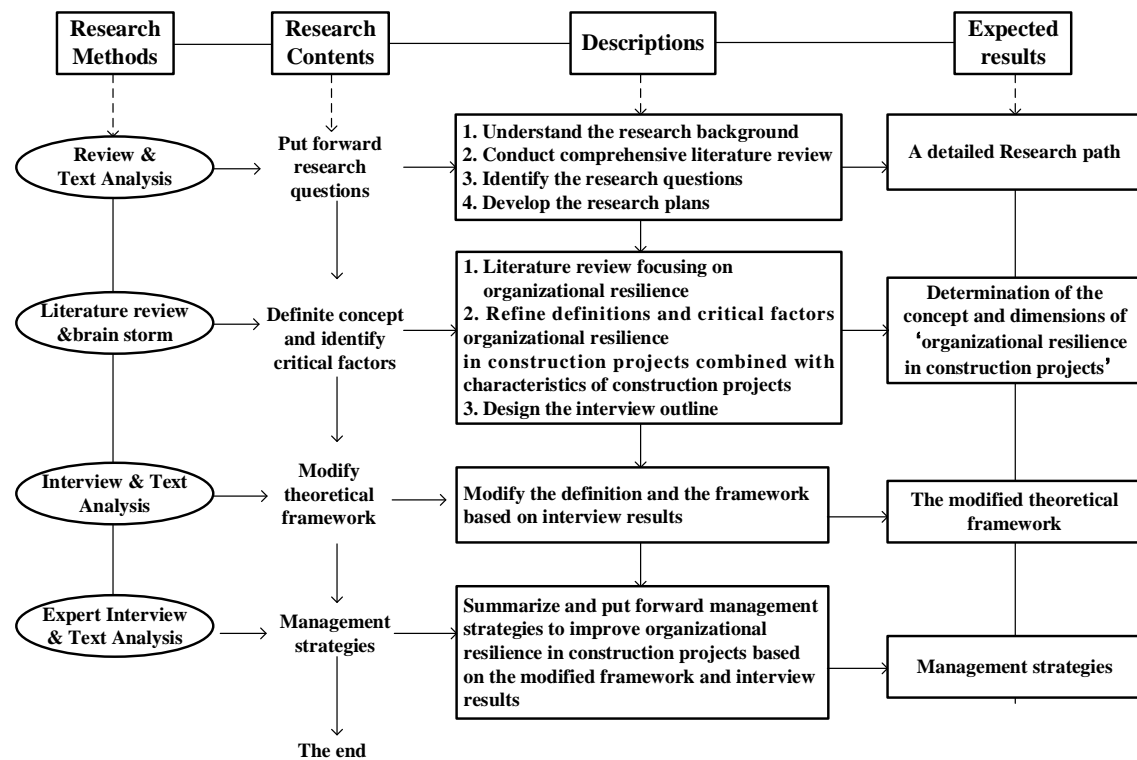 Research
Methods
Research
Contents
Descriptions
Expected
results
Review &
Text Analysis
Put forward
research
questions
1. Understand the research background
2. Conduct comprehensive literature review
3. Identify the research questions
4. Develop the research plans
A detailed Research path
Literature review
&brain storm
Definite concept
and identify
critical factors
1. Literature review focusing on
organizational resilience
2. Refine definitions and critical factors
organizational resilience
in construction projects combined with
characteristics of construction projects
3. Design the interview outline
Determination of the
concept and dimensions of
‘organizational resilience
in construction projects’
Interview & Text
Analysis
Modify
theoretical
framework
Modify the definition and the framework
based on interview results
The modified theoretical
framework
Expert Interview
& Text Analysis
Management
strategies
Summarize and put forward management
strategies to improve organizational
resilience in construction projects based
on the modified framework and interview
results
Management strategies
The end